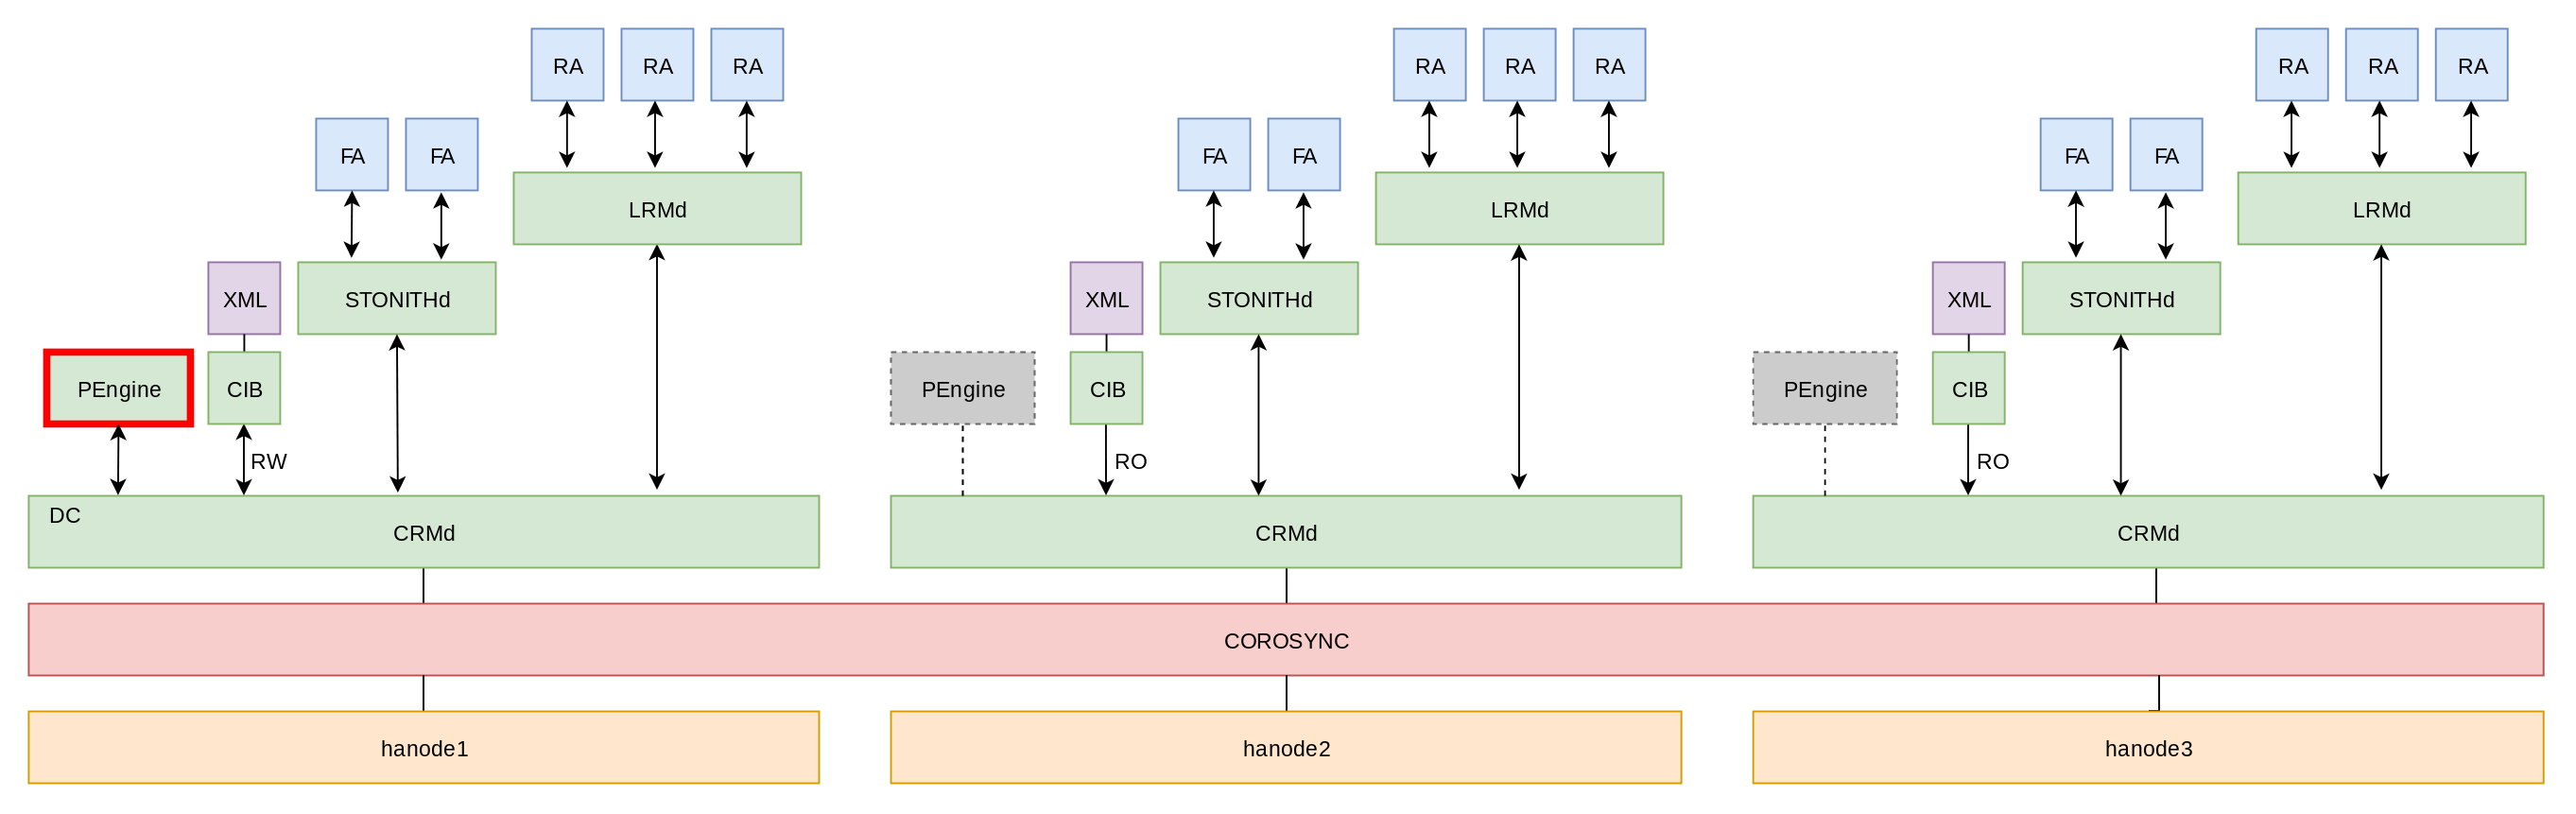 RA RA RA RA RA RA RA RA RA
FA FA FA FA FA FA
LRMd LRMd LRMd
XML STONITHd XML STONITHd XML STONITHd
PEngine CIB PEngine CIB PEngine CIB
RW RO RO
DC
CRMd CRMd CRMd
COROSYNC
hanode1 hanode2 hanode3